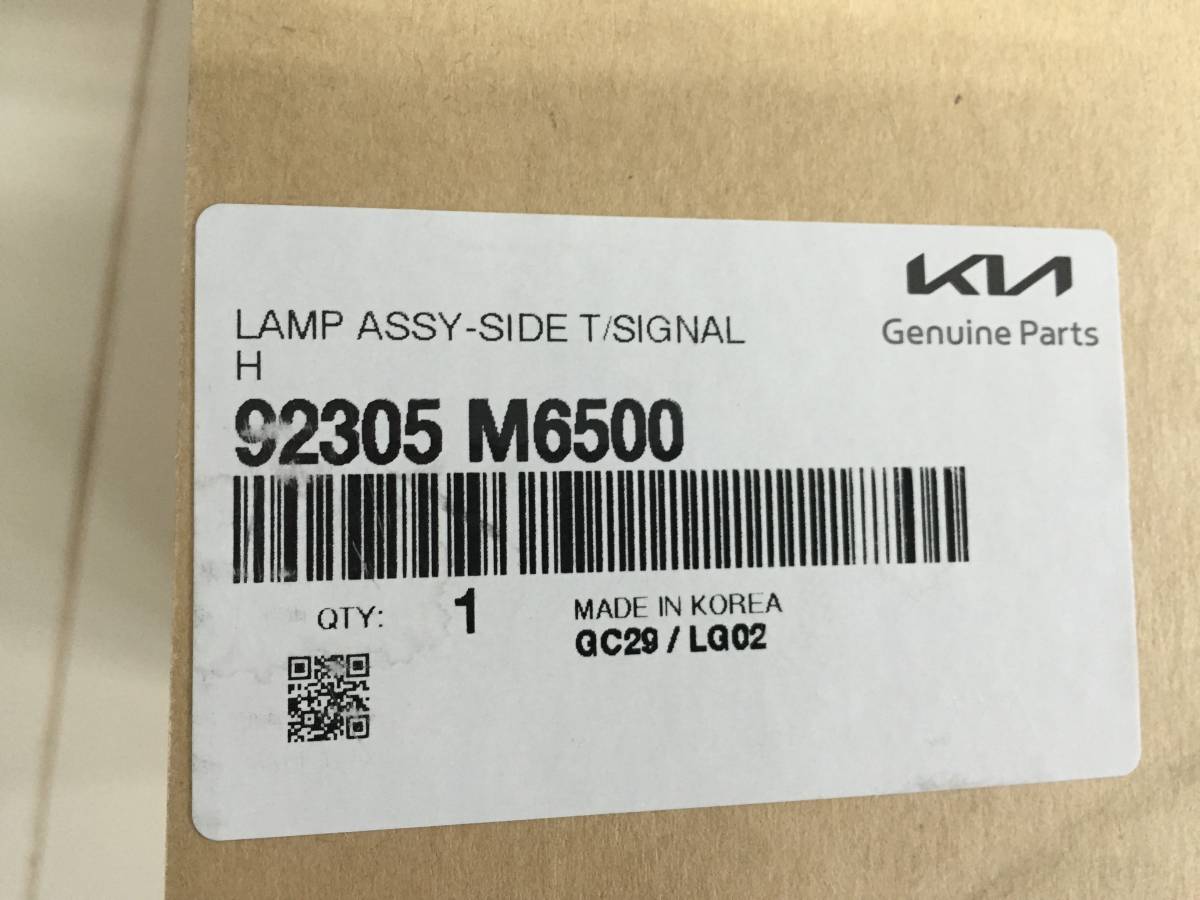 KIA
Genuine Parts
LAMP ASSY-SIDE T/SIGNAL
H
92305 M6500
QTY: 1
MADE IN KOREA
GC29 / LG02